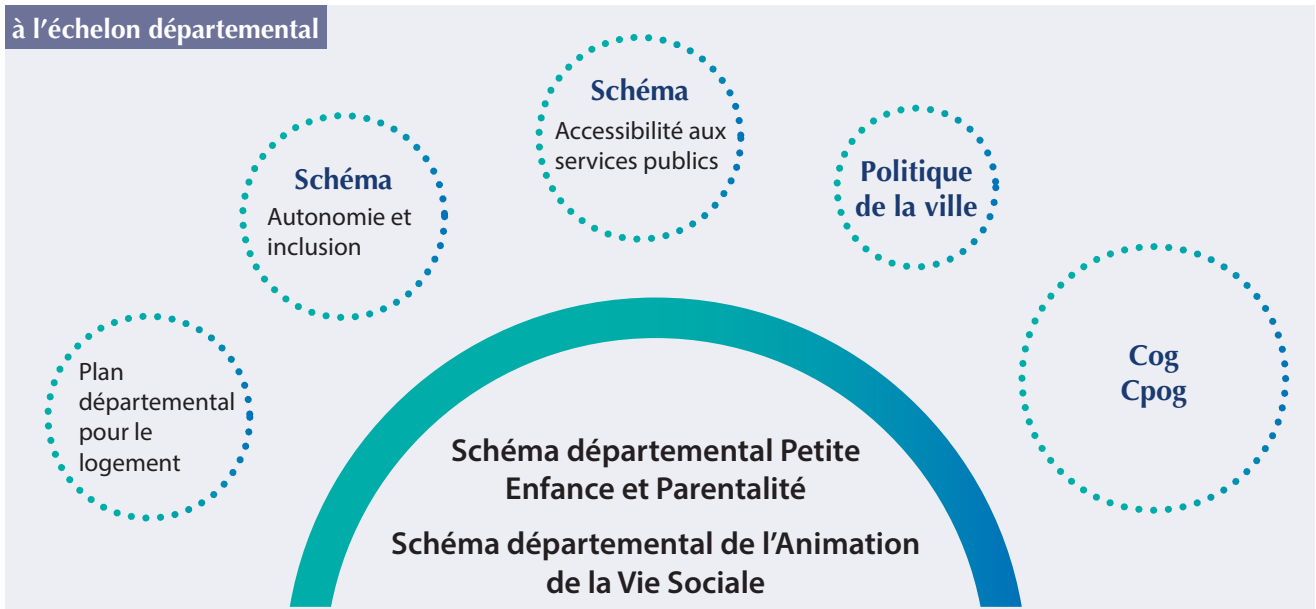 à l'échelon départemental
Schéma
Accessibilité aux
services publics
Schéma
Autonomie et
inclusion
Politique
de la ville
Plan
départemental
pour le
logement
Cog
Cpog
Schéma départemental Petite
Enfance et Parentalité
Schéma départemental de l'Animation
de la Vie Sociale